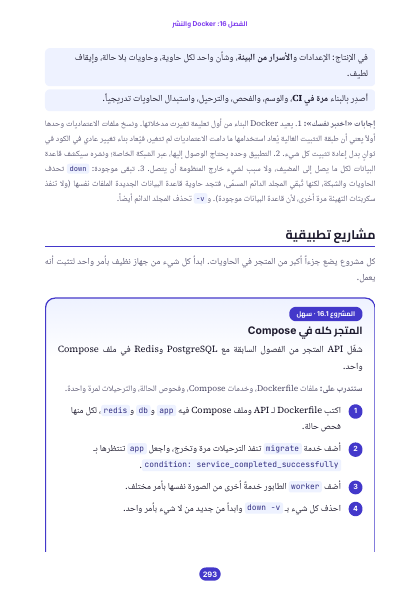 الفصل 16: Docker والنشر
في الإنتاج: الإعدادات والأسرار من البيئة، وشأن واحد لكل حاوية، وحاويات بلا حالة، وإيقاف
لطيف.
أصدِر بالبناء مرة في CI، والوسم، والفحص، والترحيل، واستبدال الحاويات تدريجياً.
إجابات «اختبر نفسك»: 1. يعيد Docker البناء من أول تعليمة تغيرت مدخلاتها. ونسخ ملفات الاعتماديات وحدها
أولاً يعني أن طبقة التثبيت الغالية يُعاد استخدامها ما دامت الاعتماديات لم تتغير، فيُعاد بناء تغيير عادي في الكود في
ثوانٍ بدل إعادة تثبيت كل شيء. 2. التطبيق وحده يحتاج الوصول إليها، عبر الشبكة الخاصة؛ ونشره سيكشف قاعدة
البيانات لكل ما يصل إلى المضيف، ولا سبب لشيء خارج المنظومة أن يتصل. 3. تبقى موجودة: down تحذف
الحاويات والشبكة، لكنها تُبقي المجلد الدائم المسمّى، فتجد حاوية قاعدة البيانات الجديدة الملفات نفسها (ولا تنفذ
سكربتات التهيئة مرة أخرى، لأن قاعدة البيانات موجودة). و -v تحذف المجلد الدائم أيضاً.
مشاريع تطبيقية
كل مشروع يضع جزءاً أكبر من المتجر في الحاويات. ابدأ كل شيء من جهاز نظيف بأمر واحد لتثبت أنه
يعمل.
المشروع 16.1 · سهل
المتجر كله في Compose
شغّل API المتجر من الفصول السابقة مع PostgreSQL وRedis في ملف Compose
واحد.
ستتدرب على: ملفات Dockerfile، وخدمات Compose، وفحوص الحالة، والترحيلات لمرة واحدة.
1 اكتب Dockerfile لـ API وملف Compose فيه app و db و redis، لكل منها
فحص حالة.
2 أضف خدمة migrate تنفذ الترحيلات مرة وتخرج، واجعل app تنتظرها بـ
condition: service_completed_successfully.
3 أضف worker الطابور خدمةً أخرى من الصورة نفسها بأمر مختلف.
4 احذف كل شيء بـ down -v وابدأ من جديد من لا شيء بأمر واحد.
293